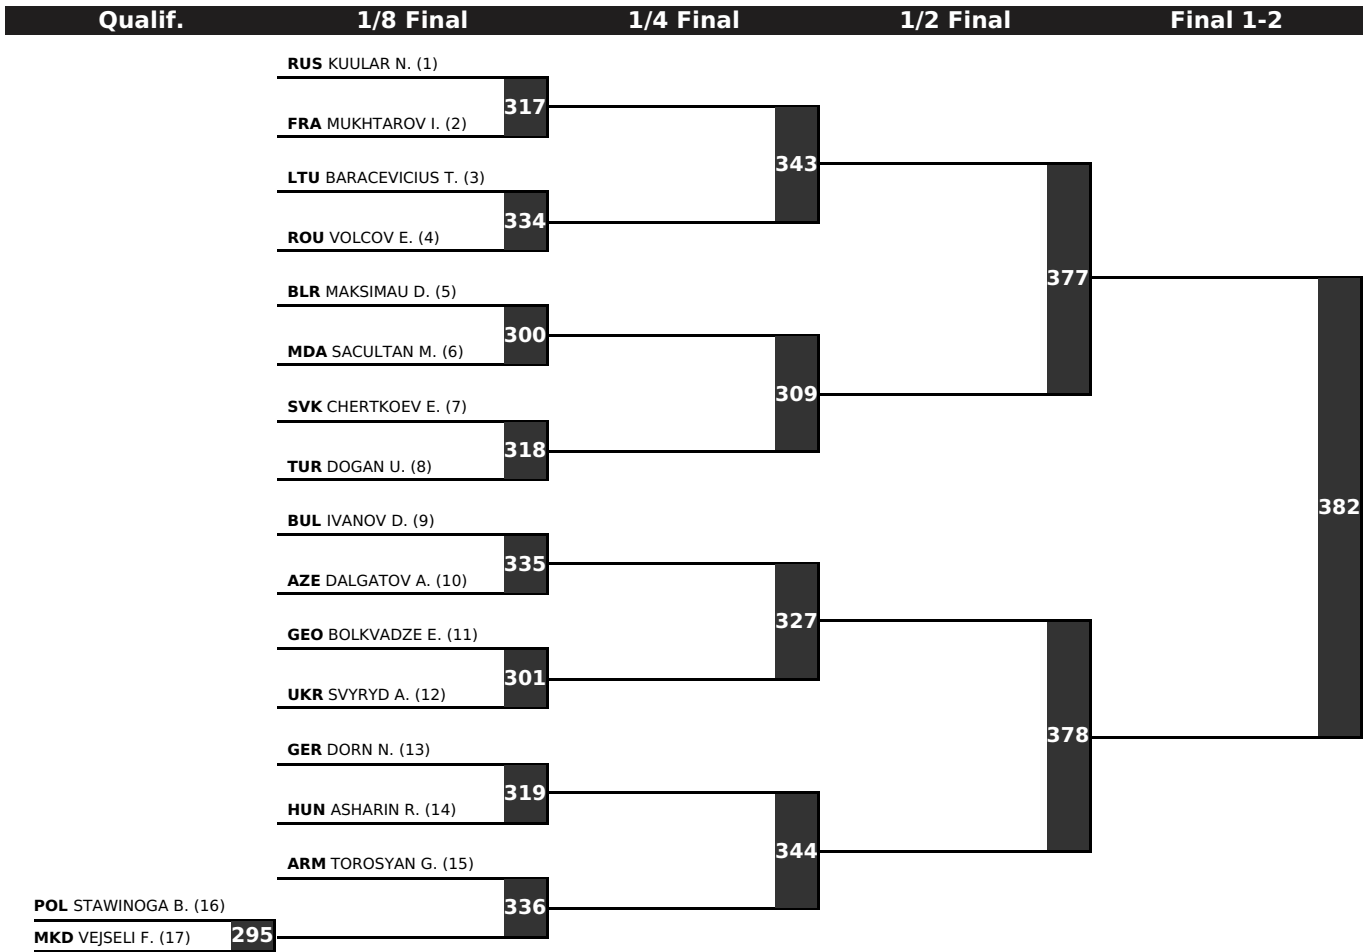 Qualif. 1/8 Final 1/4 Final 1/2 Final Final 1-2
RUS KUULAR N. (1)
317
FRA MUKHTAROV I. (2)
343
LTU BARACEVICIUS T. (3)
334
ROU VOLCOV E. (4)
377
BLR MAKSIMAU D. (5)
300
MDA SACULTAN M. (6)
309
SVK CHERTKOEV E. (7)
318
TUR DOGAN U. (8)
382
BUL IVANOV D. (9)
335
AZE DALGATOV A. (10)
327
GEO BOLKVADZE E. (11)
301
UKR SVYRYD A. (12)
378
GER DORN N. (13)
319
HUN ASHARIN R. (14)
344
ARM TOROSYAN G. (15)
336
POL STAWINOGA B. (16)
MKD VEJSELI F. (17) 295